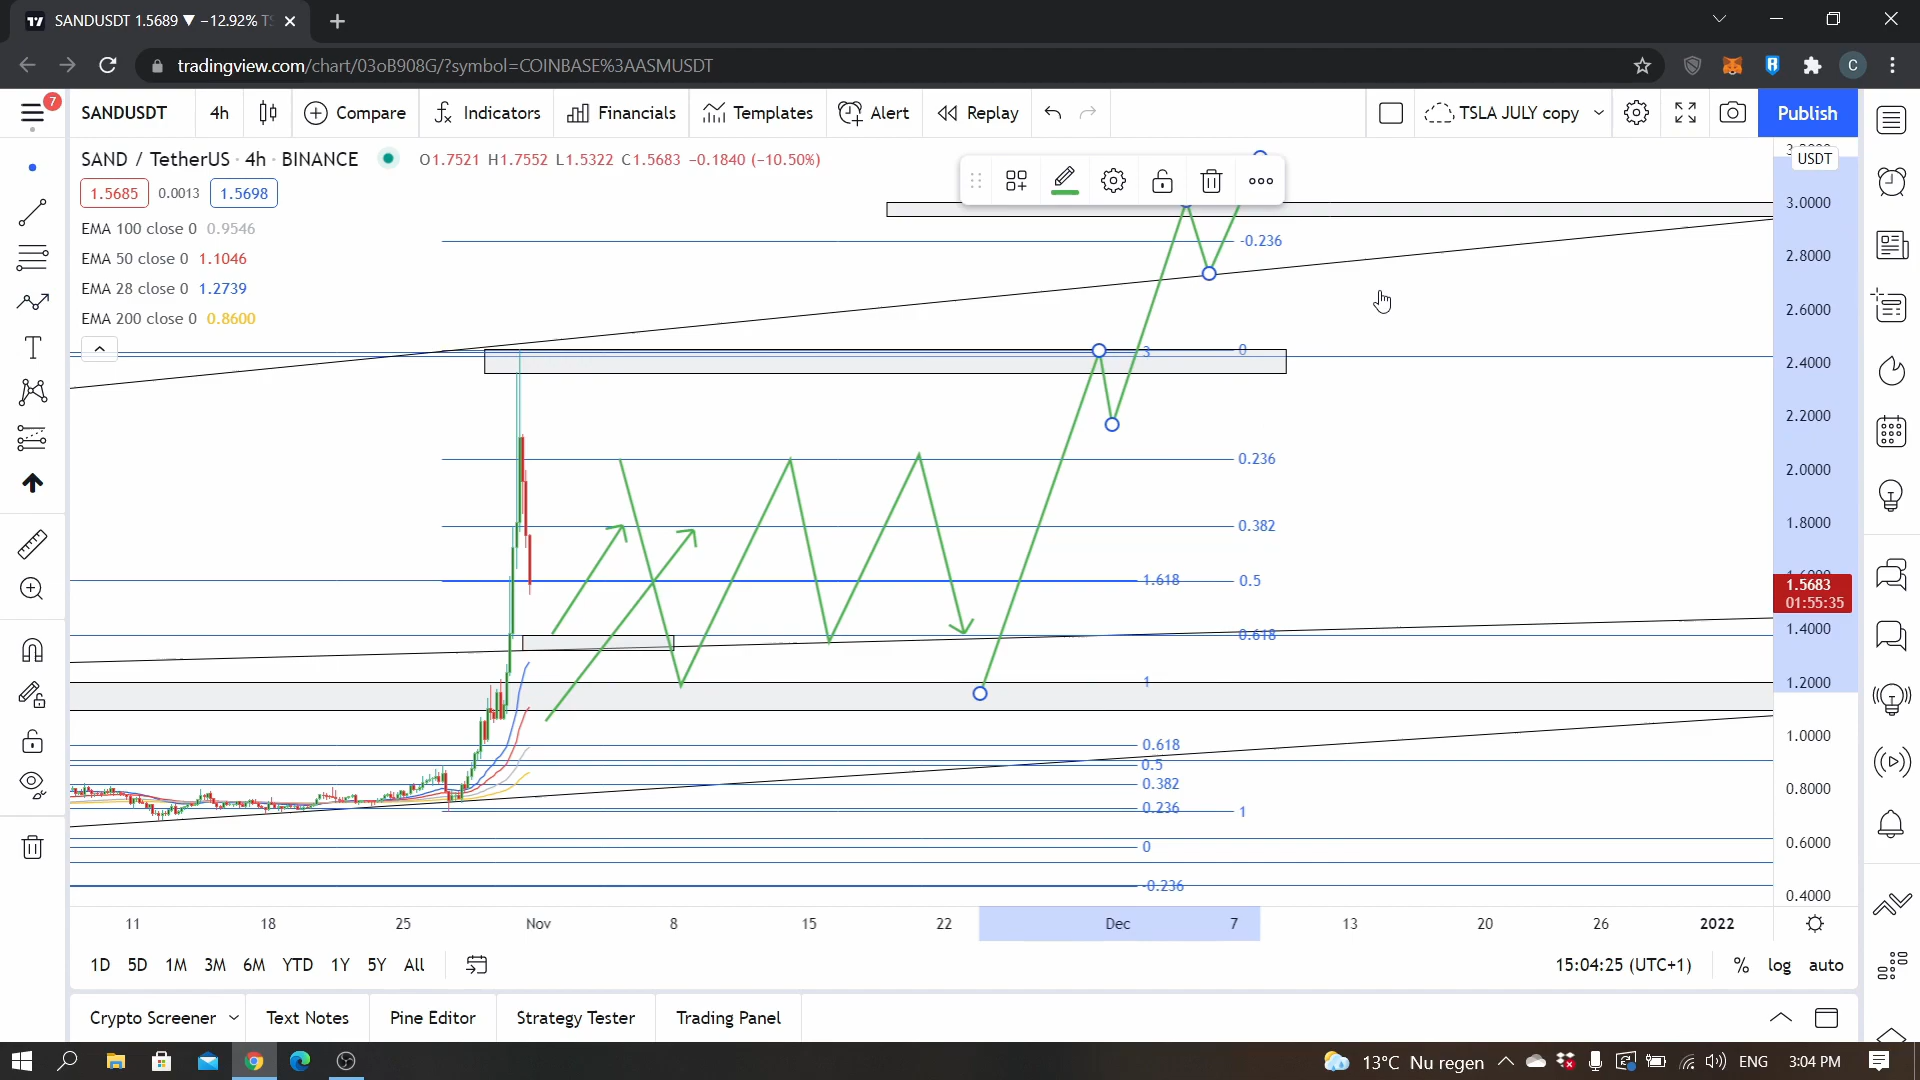 SANDUSDT 1.5689 ▼ −12.92%
tradingview.com/chart/03oB908G/?symbol=COINBASE%3AASMUSDT
C
7
SANDUSDT 4h Compare Indicators Financials Templates Alert Replay TSLA JULY copy Publish
SAND / TetherUS · 4h · BINANCE O1.7521 H1.7552 L1.5322 C1.5683 −0.1840 (−10.50%)
USDT
1.5685 0.0013 1.5698
EMA 100 close 0 0.9546
EMA 50 close 0 1.1046
EMA 28 close 0 1.2739
EMA 200 close 0 0.8600
3.0000
-0.236
2.8000
2.6000
3 0
2.4000
2.2000
0.236
2.0000
0.382
1.8000
1.618 0.5
1.5683
01:55:35
0.618
1.4000
1
1.2000
0.618
1.0000
0.5
0.382
0.8000
0.236 1
0
0.6000
-0.236
0.4000
11 18 25 Nov 8 15 22 Dec 7 13 20 26 2022
1D 5D 1M 3M 6M YTD 1Y 5Y All 15:04:25 (UTC+1) % log auto
Crypto Screener Text Notes Pine Editor Strategy Tester Trading Panel
13°C Nu regen ENG 3:04 PM